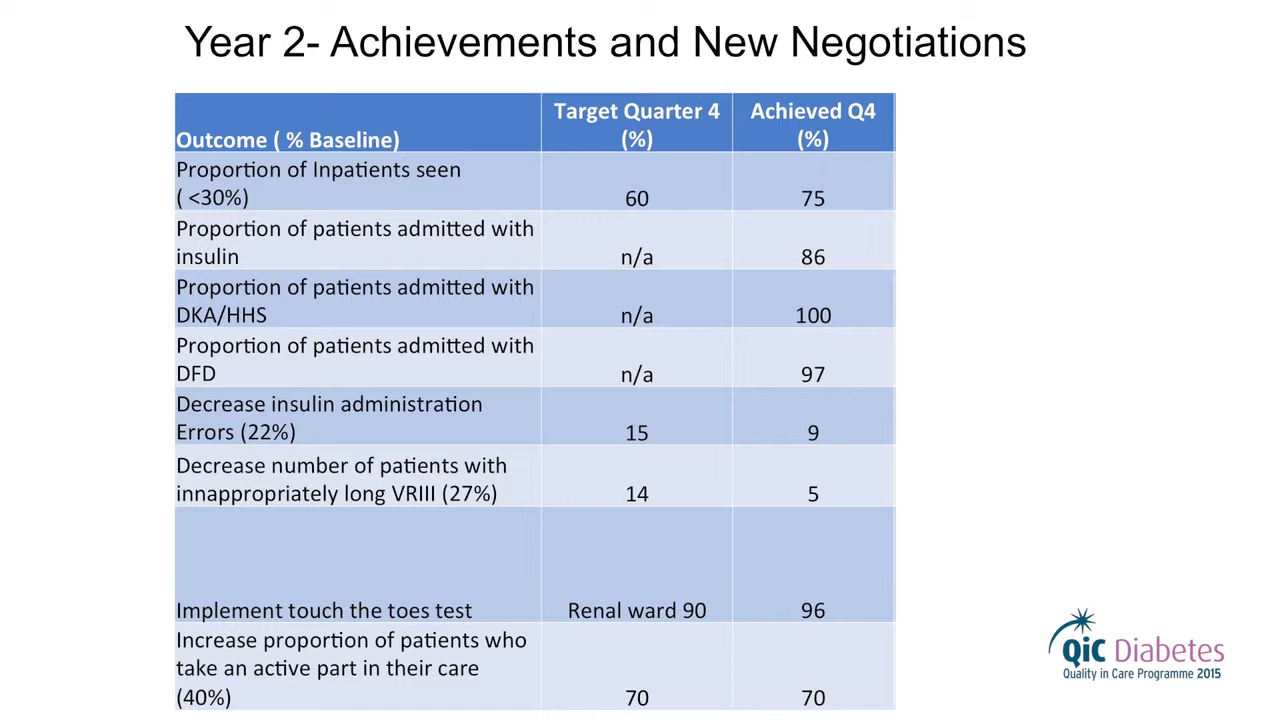 Year 2- Achievements and New Negotiations
Outcome ( % Baseline)
Target Quarter 4
(%)
Achieved Q4
(%)
Proportion of Inpatients seen
( <30%)
60
75
Proportion of patients admitted with
insulin
n/a
86
Proportion of patients admitted with
DKA/HHS
n/a
100
Proportion of patients admitted with
DFD
n/a
97
Decrease insulin administration
Errors (22%)
15
9
Decrease number of patients with
innappropriately long VRIII (27%)
14
5
Implement touch the toes test
Renal ward 90
96
Increase proportion of patients who
take an active part in their care
(40%)
70
70
QiC Diabetes
Quality in Care Programme 2015